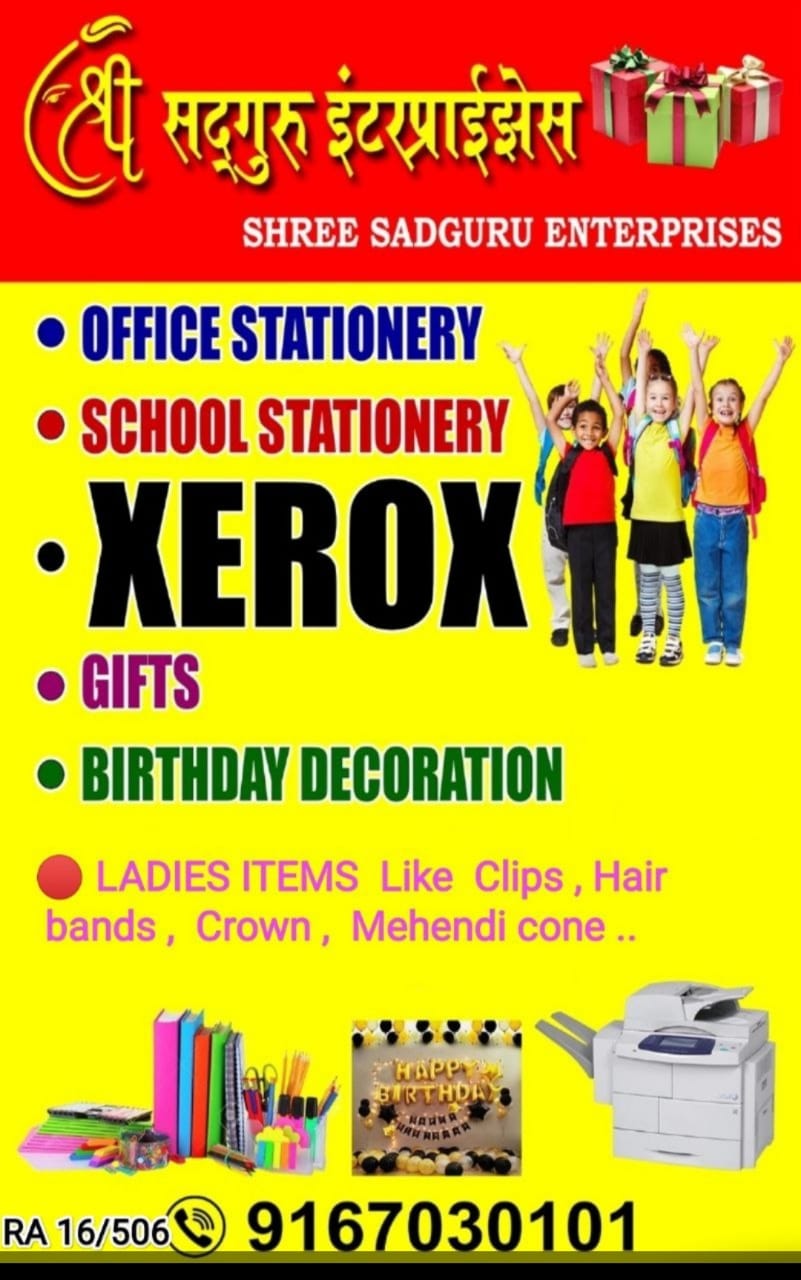 श्री सद्गुरु इंटरप्राईझेस
SHREE SADGURU ENTERPRISES
• OFFICE STATIONERY
• SCHOOL STATIONERY
• XEROX
• GIFTS
• BIRTHDAY DECORATION
🔴 LADIES ITEMS Like Clips , Hair
bands , Crown , Mehendi cone ..
HAPPY
BIRTHDAY
RA 16/506 9167030101